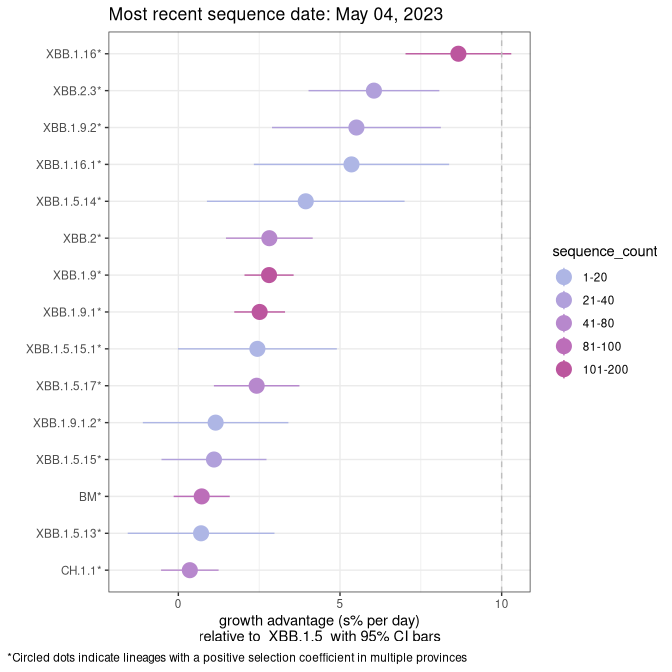 Most recent sequence date: May 04, 2023
XBB.1.16*
XBB.2.3*
XBB.1.9.2*
XBB.1.16.1*
XBB.1.5.14*
XBB.2*
XBB.1.9*
XBB.1.9.1*
XBB.1.5.15.1*
XBB.1.5.17*
XBB.1.9.1.2*
XBB.1.5.15*
BM*
XBB.1.5.13*
CH.1.1*
0 5 10
growth advantage (s% per day)
relative to XBB.1.5 with 95% CI bars
sequence_count
1-20
21-40
41-80
81-100
101-200
*Circled dots indicate lineages with a positive selection coefficient in multiple provinces